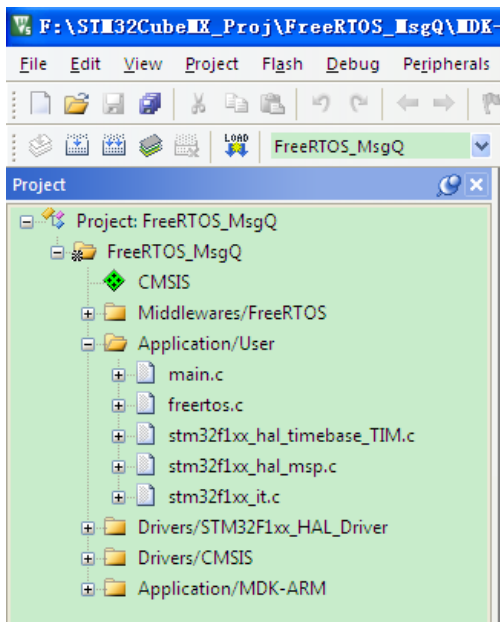 F:\STM32CubeMX_Proj\FreeRTOS_MsgQ\MDK-
File Edit View Project Flash Debug Peripherals
LOAD FreeRTOS_MsgQ
Project
Project: FreeRTOS_MsgQ
FreeRTOS_MsgQ
CMSIS
Middlewares/FreeRTOS
Application/User
main.c
freertos.c
stm32f1xx_hal_timebase_TIM.c
stm32f1xx_hal_msp.c
stm32f1xx_it.c
Drivers/STM32F1xx_HAL_Driver
Drivers/CMSIS
Application/MDK-ARM